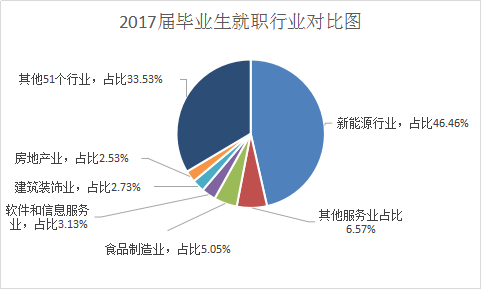 2017届毕业生就职行业对比图
其他51个行业，占比33.53%
新能源行业，占比46.46%
房地产业，占比2.53%
建筑装饰业，占比2.73%
软件和信息服务
业，占比3.13%
食品制造业，占比5.05%
其他服务业占比
6.57%